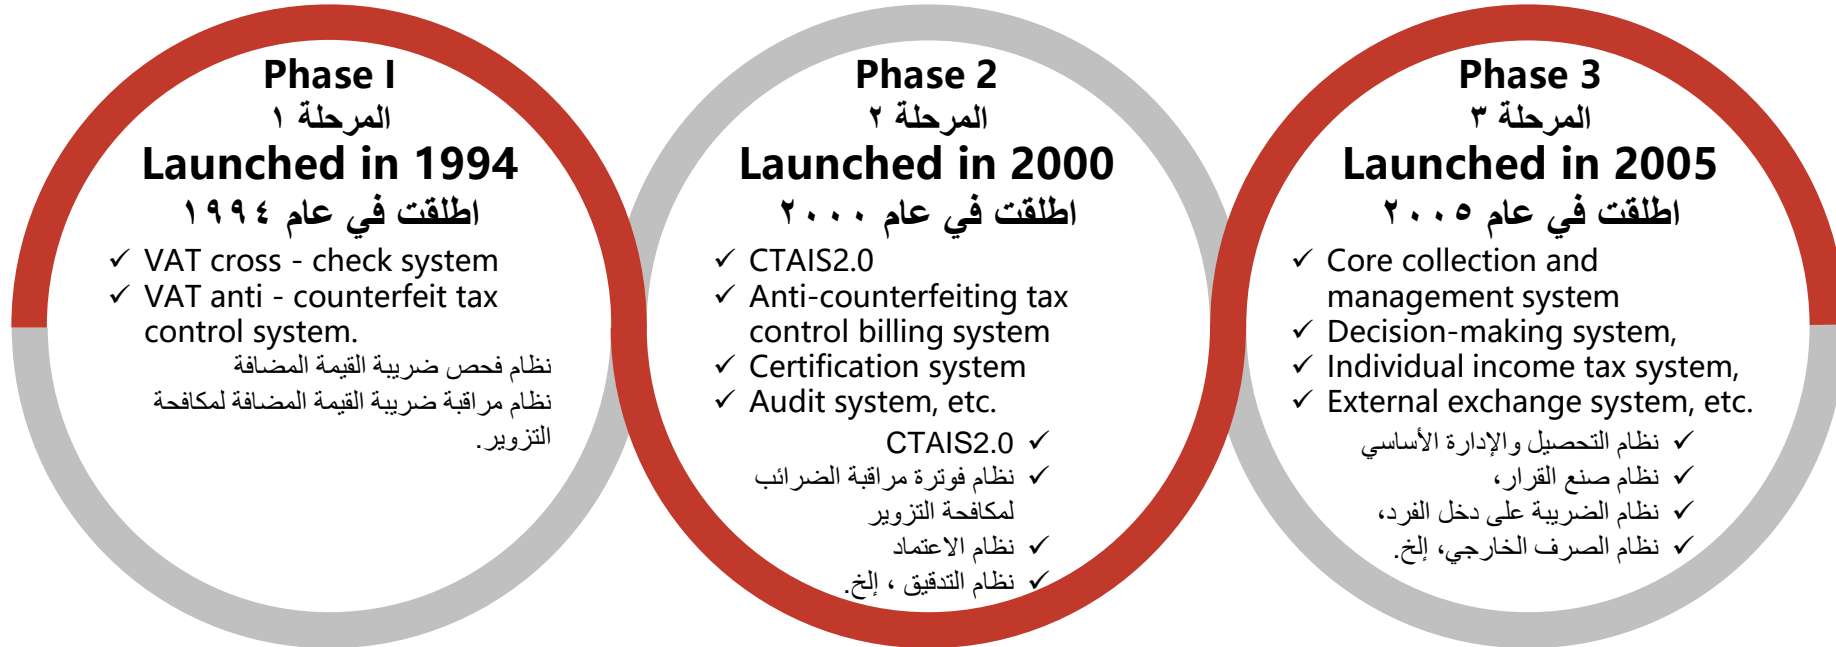 Phase I
المرحلة ١
Launched in 1994
اطلقت في عام ١٩٩٤
✓ VAT cross - check system
✓ VAT anti - counterfeit tax
control system.
نظام فحص ضريبة القيمة المضافة
نظام مراقبة ضريبة القيمة المضافة لمكافحة
التزوير.
Phase 2
المرحلة ٢
Launched in 2000
اطلقت في عام ٢٠٠٠
✓ CTAIS2.0
✓ Anti-counterfeiting tax
control billing system
✓ Certification system
✓ Audit system, etc.
✓ CTAIS2.0
✓ نظام فوترة مراقبة الضرائب
لمكافحة التزوير
✓ نظام الاعتماد
✓ نظام التدقيق ، إلخ.
Phase 3
المرحلة ٣
Launched in 2005
اطلقت في عام ٢٠٠٥
✓ Core collection and
management system
✓ Decision-making system,
✓ Individual income tax system,
✓ External exchange system, etc.
✓ نظام التحصيل والإدارة الأساسي
✓ نظام صنع القرار،
✓ نظام الضريبة على دخل الفرد،
✓ نظام الصرف الخارجي، إلخ.